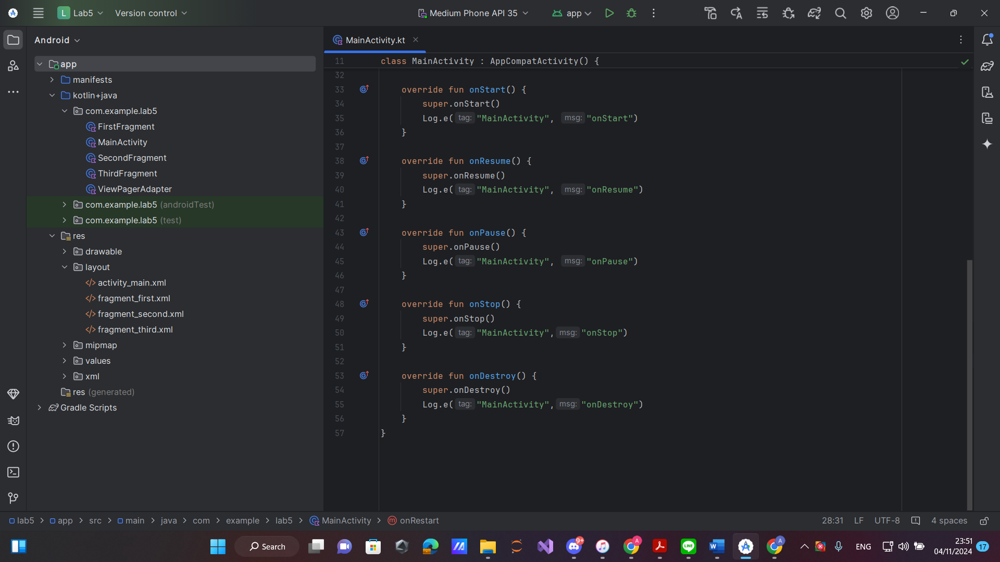 L Lab5 Version control Medium Phone API 35 app
Android
MainActivity.kt
app
manifests
kotlin+java
com.example.lab5
FirstFragment
MainActivity
SecondFragment
ThirdFragment
ViewPagerAdapter
com.example.lab5 (androidTest)
com.example.lab5 (test)
res
drawable
layout
activity_main.xml
fragment_first.xml
fragment_second.xml
fragment_third.xml
mipmap
values
xml
res (generated)
Gradle Scripts
11 class MainActivity : AppCompatActivity() {
32
33 override fun onStart() {
34 super.onStart()
35 Log.e( tag: "MainActivity", msg: "onStart")
36 }
37
38 override fun onResume() {
39 super.onResume()
40 Log.e( tag: "MainActivity", msg: "onResume")
41 }
42
43 override fun onPause() {
44 super.onPause()
45 Log.e( tag: "MainActivity", msg: "onPause")
46 }
47
48 override fun onStop() {
49 super.onStop()
50 Log.e( tag: "MainActivity", msg: "onStop")
51 }
52
53 override fun onDestroy() {
54 super.onDestroy()
55 Log.e( tag: "MainActivity", msg: "onDestroy")
56 }
57 }
lab5 > app > src > main > java > com > example > lab5 > MainActivity > m onRestart 28:31 LF UTF-8 4 spaces
Search 9+ A LINE W A ENG 23:51
04/11/2024 17